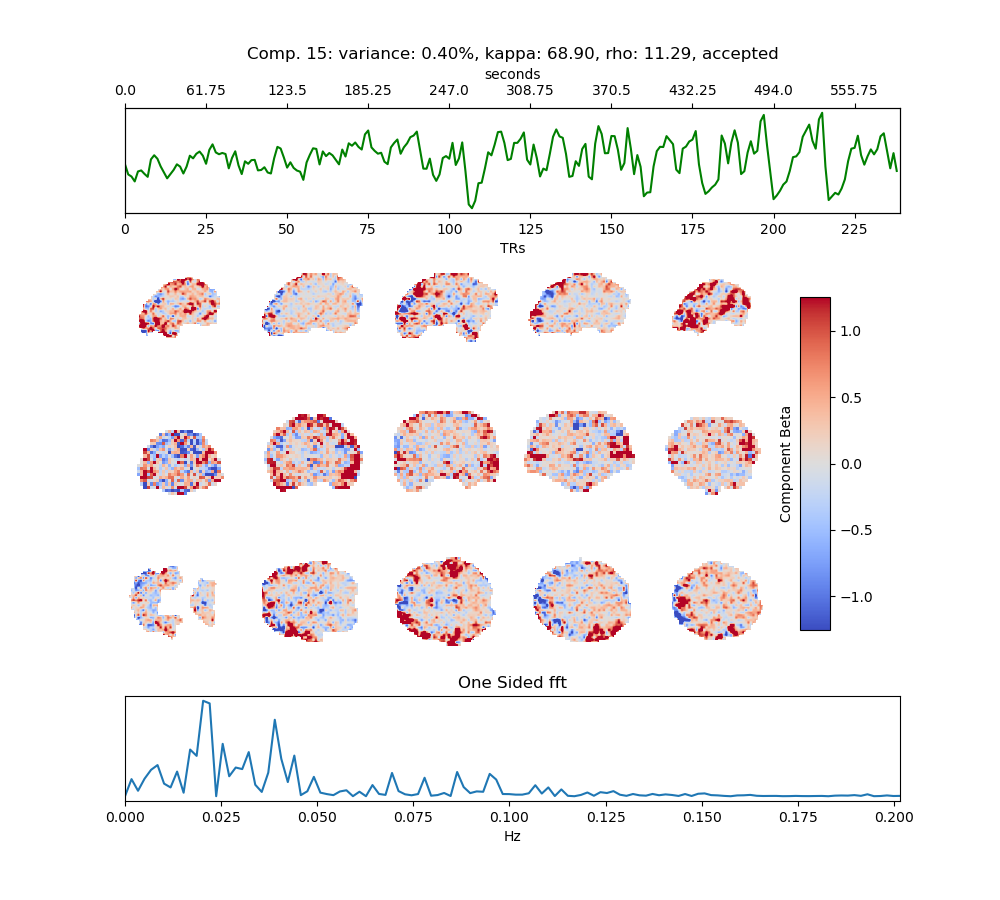 Comp. 15: variance: 0.40%, kappa: 68.90, rho: 11.29, accepted
seconds
0.0 61.75 123.5 185.25 247.0 308.75 370.5 432.25 494.0 555.75
0 25 50 75 100 125 150 175 200 225
TRs
1.0
0.5
0.0
−0.5
−1.0
Component Beta
One Sided fft
0.000 0.025 0.050 0.075 0.100 0.125 0.150 0.175 0.200
Hz